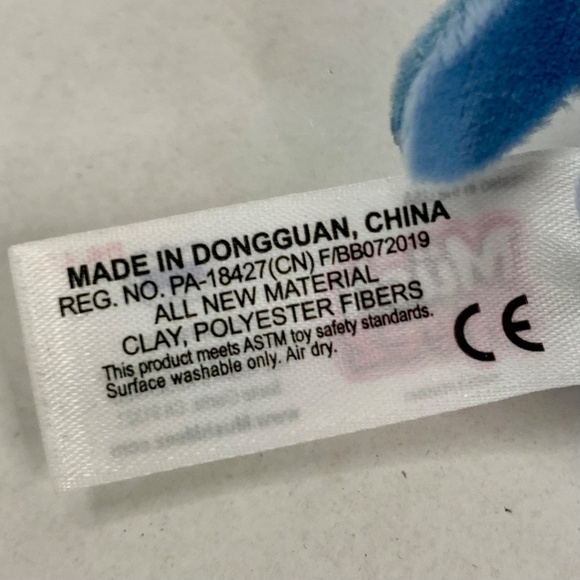 MADE IN DONGGUAN, CHINA
REG. NO. PA-18427(CN) F/BB072019
ALL NEW MATERIAL
CLAY, POLYESTER FIBERS
This product meets ASTM toy safety standards.
Surface washable only. Air dry.
CE